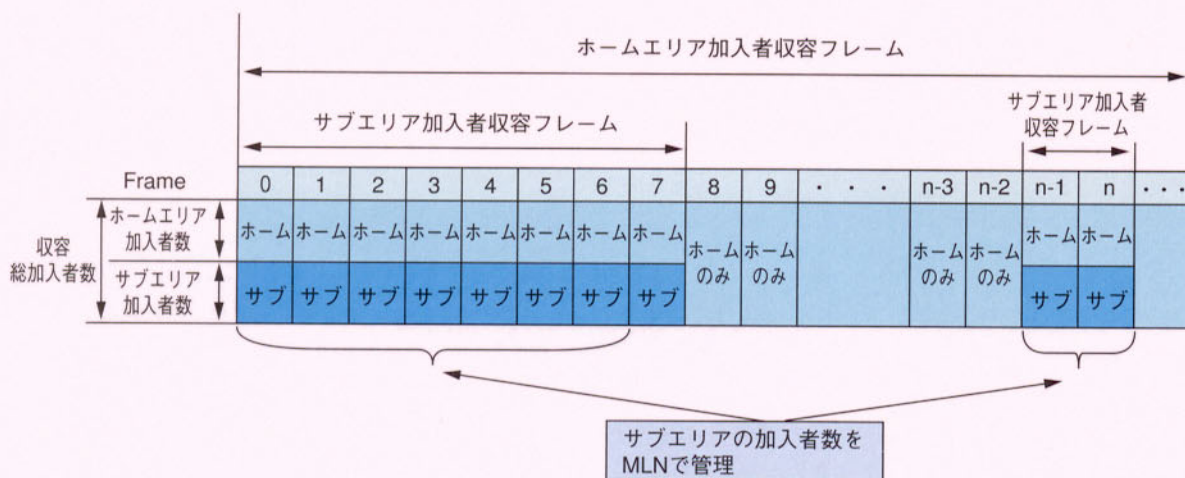 ホームエリア加入者収容フレーム
サブエリア加入者収容フレーム
サブエリア加入者
収容フレーム
Frame
0 1 2 3 4 5 6 7 8 9 ・ ・ ・ n-3 n-2 n-1 n ・・・
収容
総加入者数
ホームエリア
加入者数
ホーム ホーム ホーム ホーム ホーム ホーム ホーム ホーム ホーム
のみ ホーム
のみ ホーム
のみ ホーム
のみ ホーム ホーム
サブエリア
加入者数
サブ サブ サブ サブ サブ サブ サブ サブ サブ サブ
サブエリアの加入者数を
MLNで管理